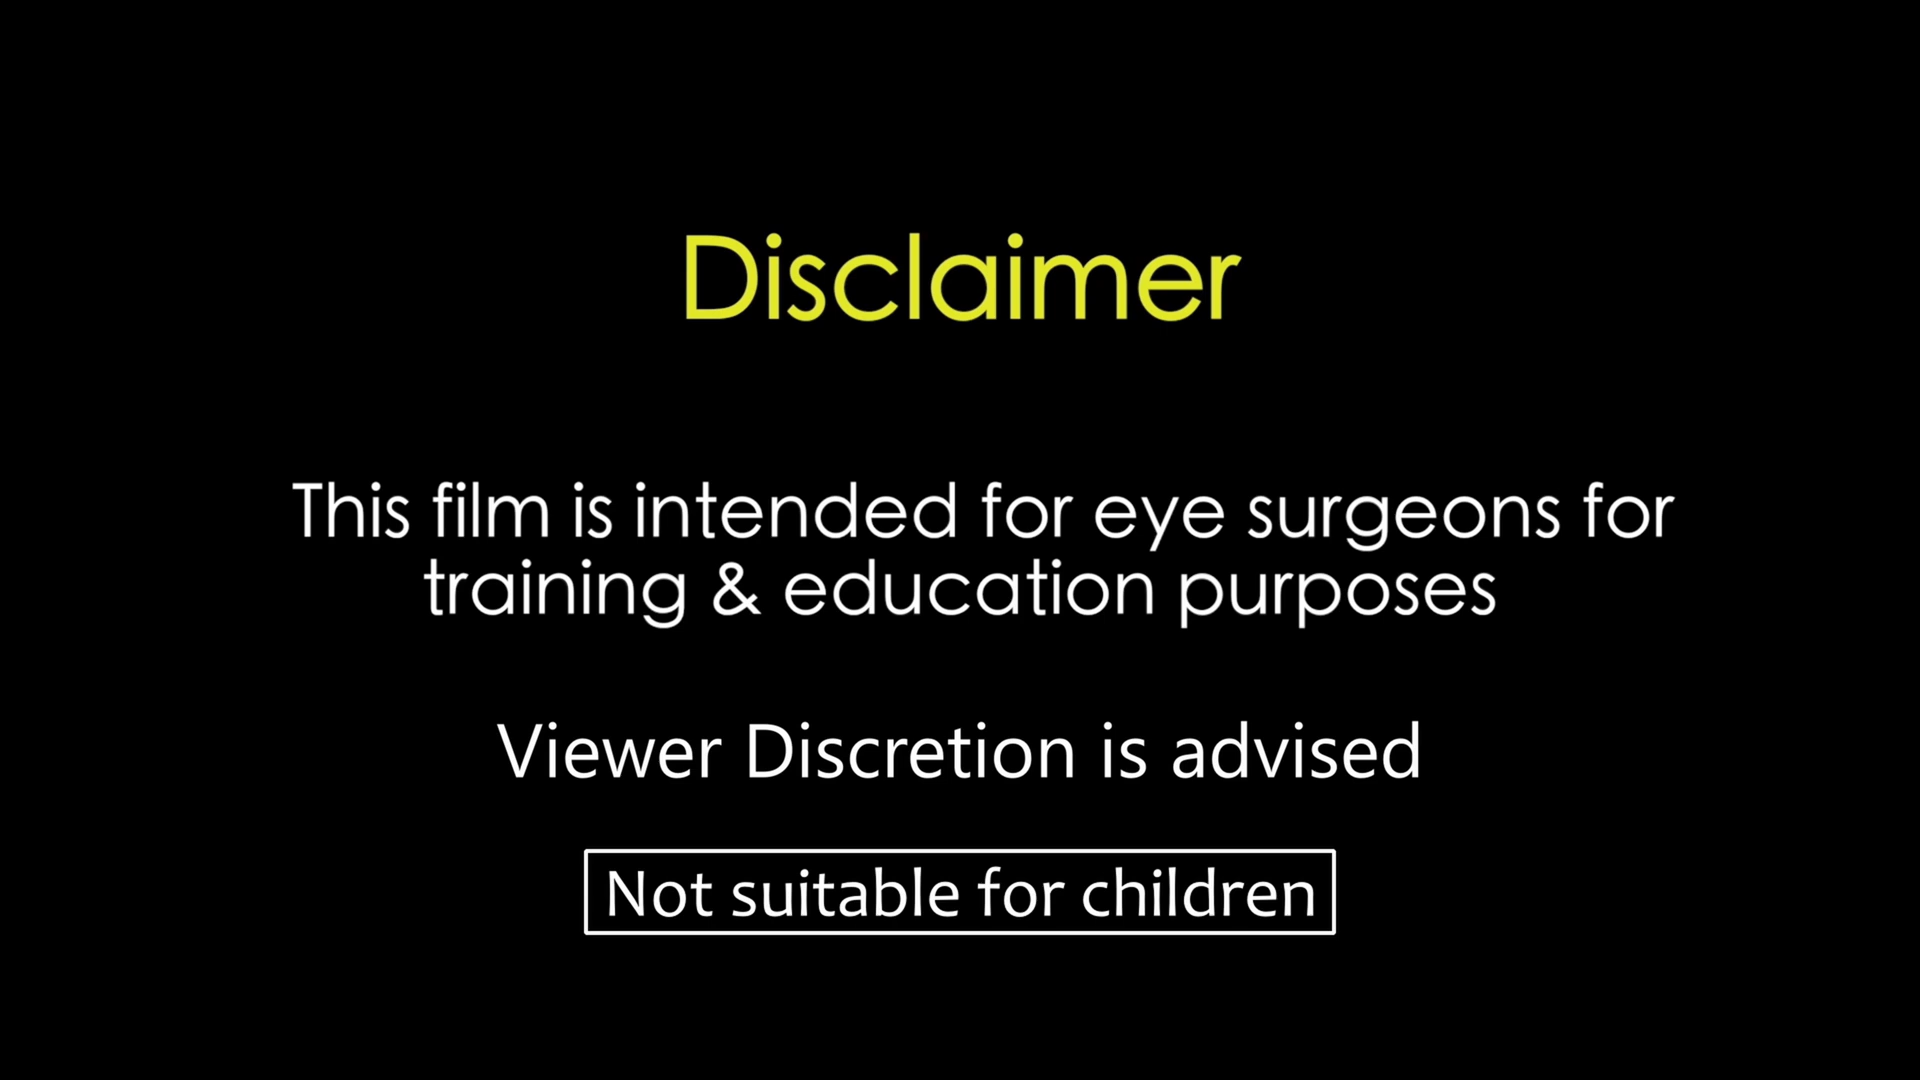 Disclaimer
This film is intended for eye surgeons for
training & education purposes
Viewer Discretion is advised
Not suitable for children